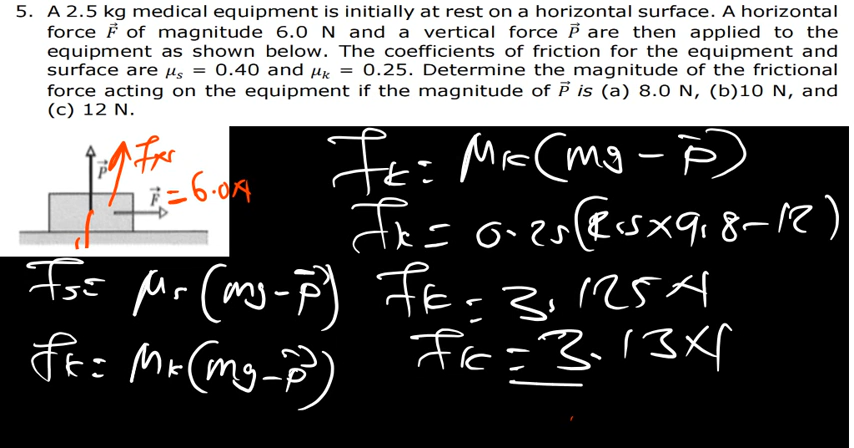 5. A 2.5 kg medical equipment is initially at rest on a horizontal surface. A horizontal
force F⃗ of magnitude 6.0 N and a vertical force P⃗ are then applied to the
equipment as shown below. The coefficients of friction for the equipment and
surface are μs = 0.40 and μk = 0.25. Determine the magnitude of the frictional
force acting on the equipment if the magnitude of P⃗ is (a) 8.0 N, (b)10 N, and
(c) 12 N.
P⃗
F⃗ = 6.0N
fk = μk(mg - P⃗)
fk = 0.25(2.5×9.8-12)
fs = μs(mg-P⃗)
fk = 3.125N
fk = μk(mg-P⃗)
fk = 3.13N